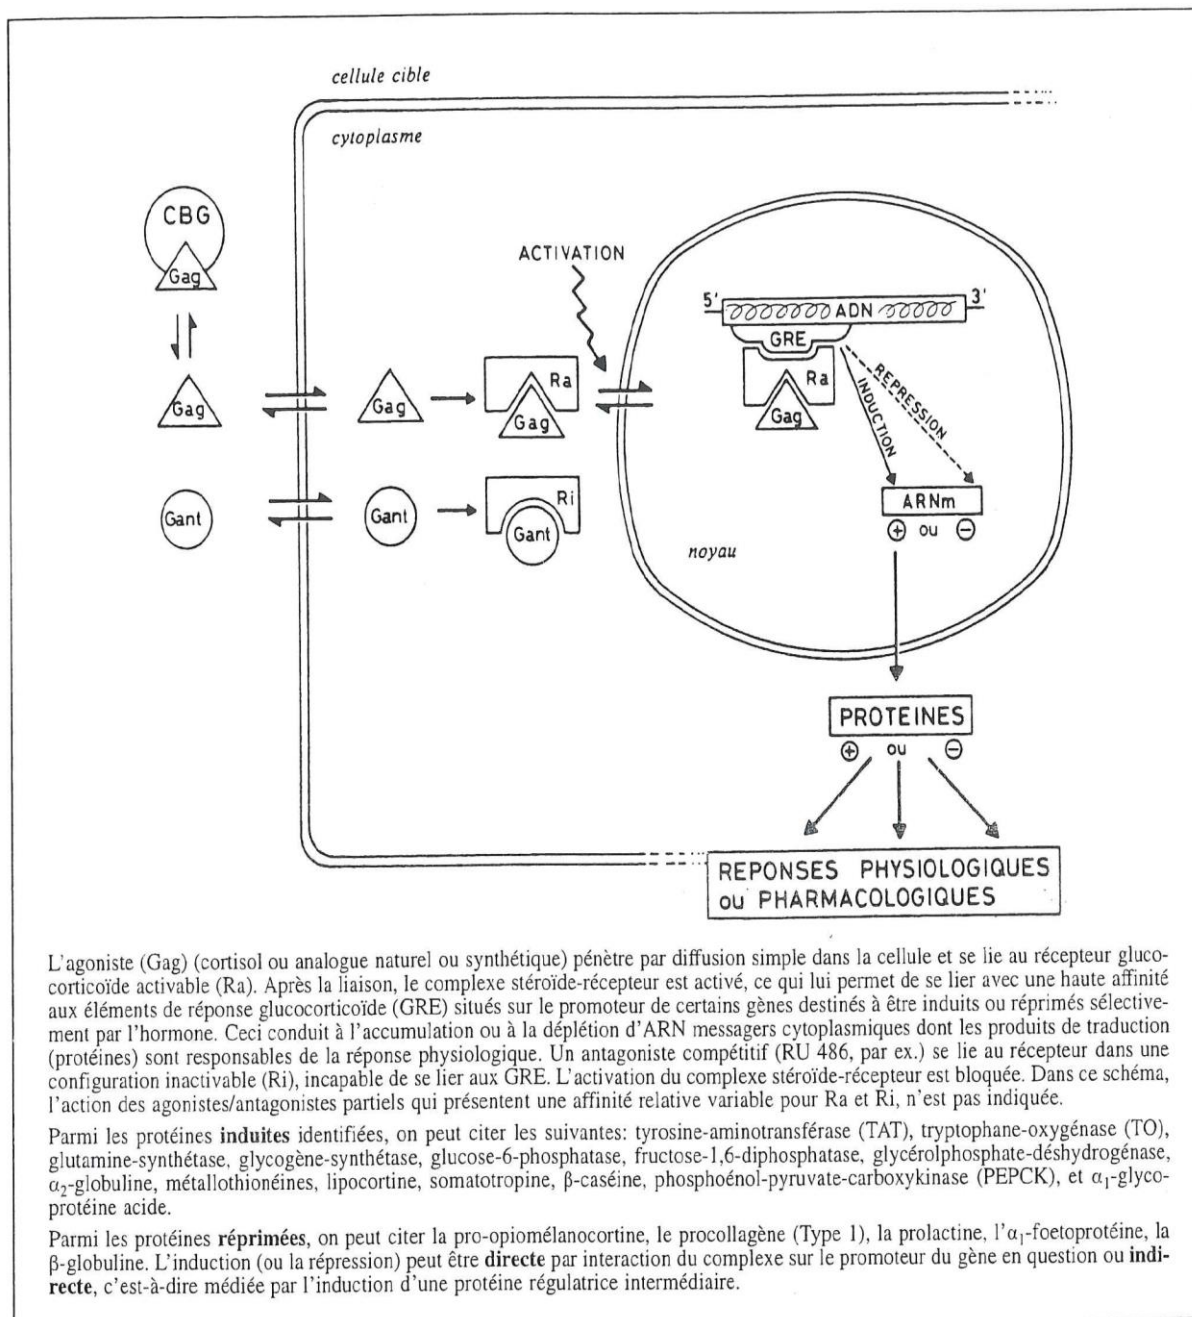 cellule cible
cytoplasme
CBG
Gag
ACTIVATION
5' ADN 3'
GRE
Ra
Gag
INDUCTION
REPRESSION
Gag
Gag
Ra
Gag
Gant
Gant
Ri
Gant
ARNm
+ ou -
noyau
PROTEINES
+ ou -
REPONSES PHYSIOLOGIQUES
ou PHARMACOLOGIQUES
L'agoniste (Gag) (cortisol ou analogue naturel ou synthétique) pénètre par diffusion simple dans la cellule et se lie au récepteur gluco-
corticoïde activable (Ra). Après la liaison, le complexe stéroïde-récepteur est activé, ce qui lui permet de se lier avec une haute affinité
aux éléments de réponse glucocorticoïde (GRE) situés sur le promoteur de certains gènes destinés à être induits ou réprimés sélective-
ment par l'hormone. Ceci conduit à l'accumulation ou à la déplétion d'ARN messagers cytoplasmiques dont les produits de traduction
(protéines) sont responsables de la réponse physiologique. Un antagoniste compétitif (RU 486, par ex.) se lie au récepteur dans une
configuration inactivable (Ri), incapable de se lier aux GRE. L'activation du complexe stéroïde-récepteur est bloquée. Dans ce schéma,
l'action des agonistes/antagonistes partiels qui présentent une affinité relative variable pour Ra et Ri, n'est pas indiquée.
Parmi les protéines induites identifiées, on peut citer les suivantes: tyrosine-aminotransférase (TAT), tryptophane-oxygénase (TO),
glutamine-synthétase, glycogène-synthétase, glucose-6-phosphatase, fructose-1,6-diphosphatase, glycérolphosphate-déshydrogénase,
α₂-globuline, métallothionéines, lipocortine, somatotropine, β-caséine, phosphoénol-pyruvate-carboxykinase (PEPCK), et α₁-glyco-
protéine acide.
Parmi les protéines réprimées, on peut citer la pro-opiomélanocortine, le procollagène (Type 1), la prolactine, l'α₁-foetoprotéine, la
β-globuline. L'induction (ou la répression) peut être directe par interaction du complexe sur le promoteur du gène en question ou indi-
recte, c'est-à-dire médiée par l'induction d'une protéine régulatrice intermédiaire.